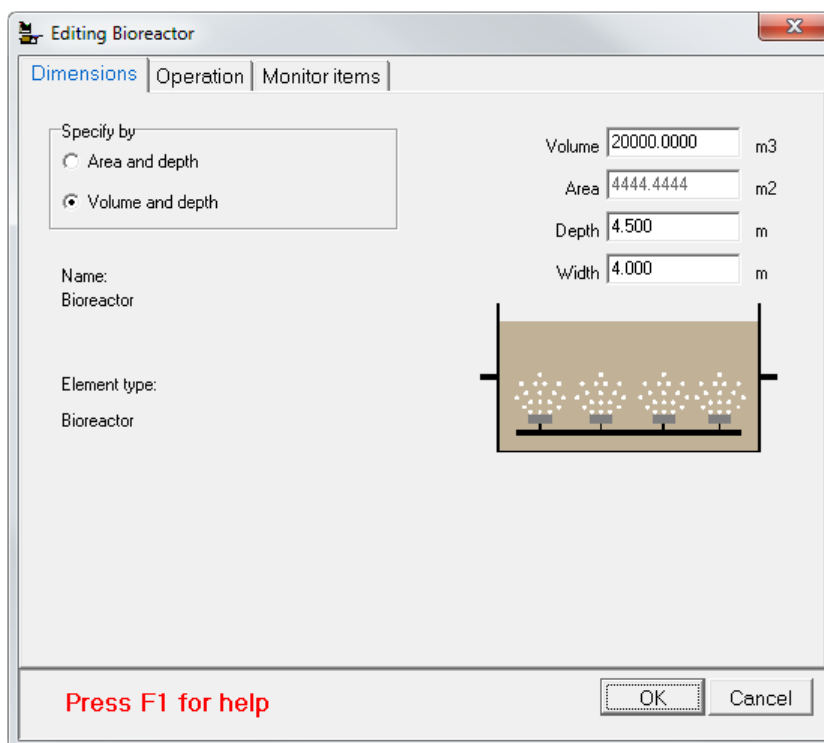 Editing Bioreactor
Dimensions Operation Monitor items
Specify by
Area and depth
Volume and depth
Volume 20000.0000 m3
Area 4444.4444 m2
Depth 4.500 m
Width 4.000 m
Name:
Bioreactor
Element type:
Bioreactor
Press F1 for help
OK Cancel